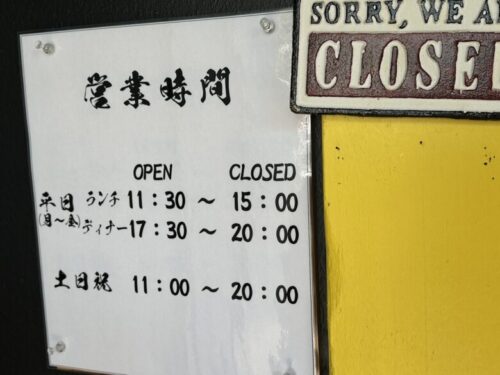 営業時間
OPEN CLOSED
平日 ランチ 11:30 ～ 15:00
(月～金) ディナー 17:30 ～ 20:00
土日祝 11:00 ～ 20:00
SORRY, WE
CLOSE